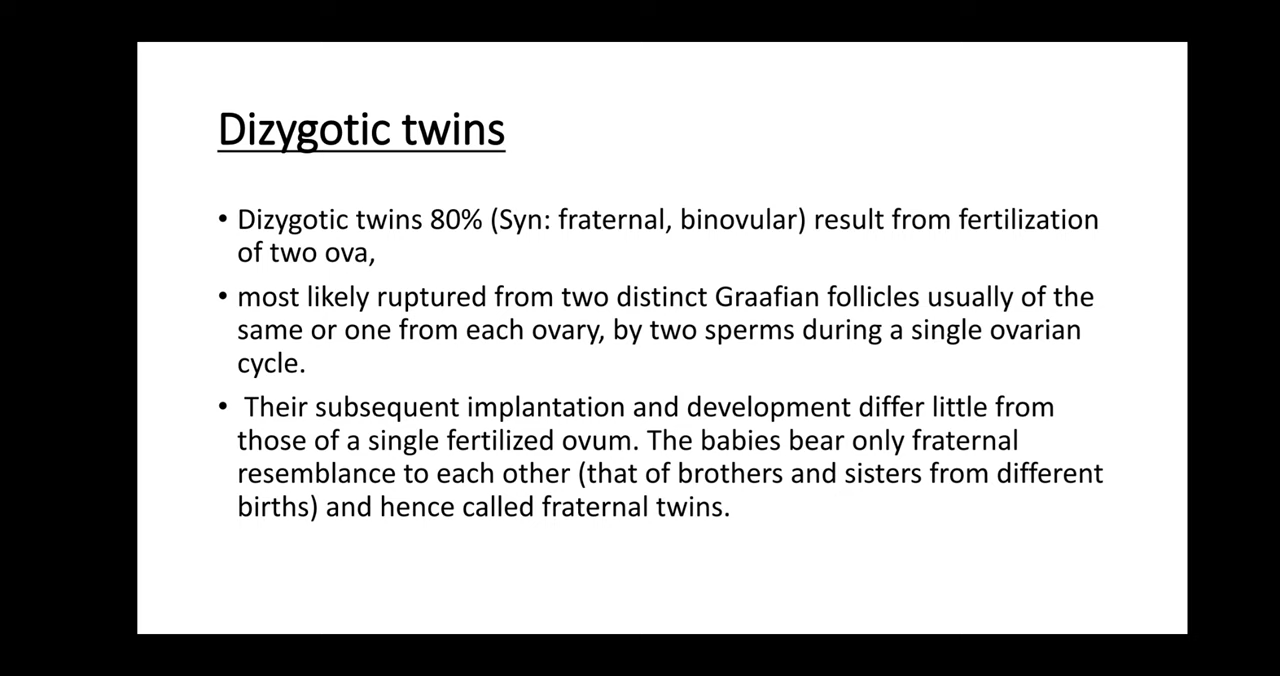 Dizygotic twins
• Dizygotic twins 80% (Syn: fraternal, binovular) result from fertilization
of two ova,
• most likely ruptured from two distinct Graafian follicles usually of the
same or one from each ovary, by two sperms during a single ovarian
cycle.
• Their subsequent implantation and development differ little from
those of a single fertilized ovum. The babies bear only fraternal
resemblance to each other (that of brothers and sisters from different
births) and hence called fraternal twins.